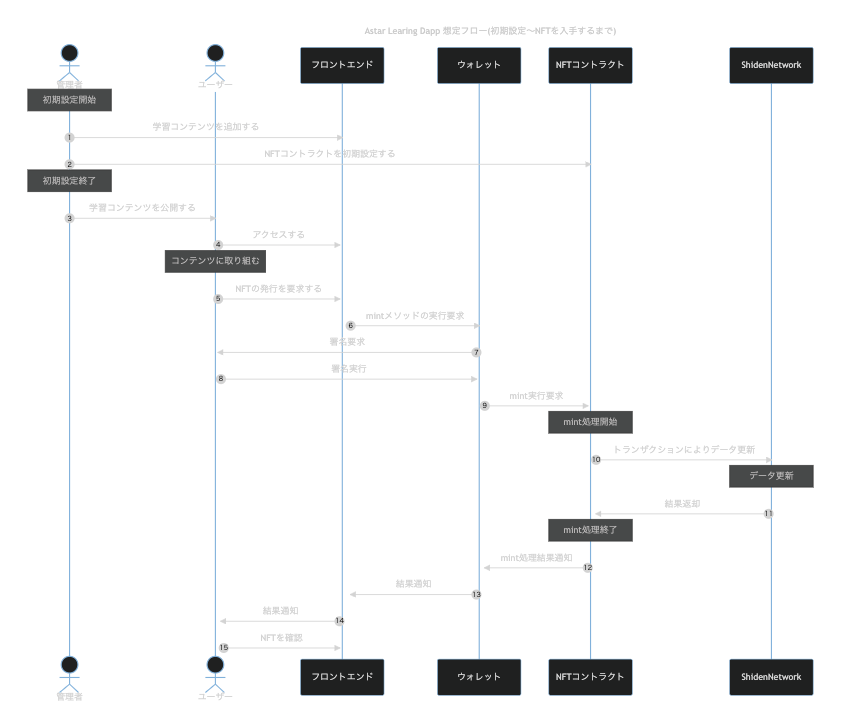 Astar Learing Dapp 想定フロー(初期設定〜NFTを入手するまで)
管理者
ユーザー
フロントエンド
ウォレット
NFTコントラクト
ShidenNetwork
初期設定開始
1 学習コンテンツを追加する
2 NFTコントラクトを初期設定する
初期設定終了
3 学習コンテンツを公開する
4 アクセスする
コンテンツに取り組む
5 NFTの発行を要求する
6 mintメソッドの実行要求
7 署名要求
8 署名実行
9 mint実行要求
mint処理開始
10 トランザクションによりデータ更新
データ更新
11 結果返却
mint処理終了
12 mint処理結果通知
13 結果通知
14 結果通知
15 NFTを確認
管理者
ユーザー
フロントエンド
ウォレット
NFTコントラクト
ShidenNetwork